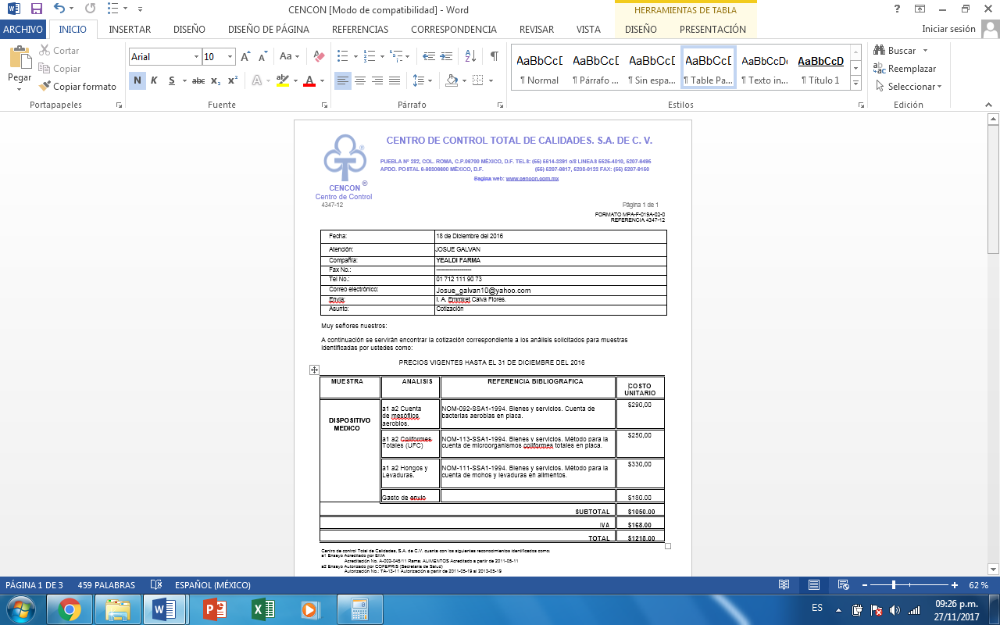 CENCON [Modo de compatibilidad] - Word
HERRAMIENTAS DE TABLA
ARCHIVO INICIO INSERTAR DISEÑO DISEÑO DE PÁGINA REFERENCIAS CORRESPONDENCIA REVISAR VISTA DISEÑO PRESENTACIÓN Iniciar sesión
Pegar
Cortar
Copiar
Copiar formato
Portapapeles
Arial 10
N K S abc x₂ x²
Fuente
Párrafo
AaBbCcI AaBbCcI AaBbCcI AaBbCcI AaBbCcDc AaBbCcD
¶ Normal ¶ Párrafo ... ¶ Sin espa... ¶ Table Pa... ¶ Texto in... ¶ Título 1
Estilos
Buscar
Reemplazar
Seleccionar
Edición
CENTRO DE CONTROL TOTAL DE CALIDADES. S.A. DE C. V.
PUEBLA Nº 282, COL. ROMA, C.P.06700 MÉXICO, D.F. TELS: (55) 5514-3391 o/8 LINEAS 5525-4010, 5207-6495
APDO. POSTAL 6-98306600 MÉXICO, D.F. (55) 5207-9617, 5208-0123 FAX: (55) 5207-9150
Pagina web: www.cencon.com.mx
CENCON ®
Centro de Control
4347-12 Página 1 de 1
FORMATO MPA-F-019A-02-0
REFERENCIA 4347-12
Fecha: 18 de Diciembre del 2016
Atención: JOSUE GALVAN
Compañía: YEALDI FARMA
Fax No.: -------------------
Tel No.: 01 712 111 90 73
Correo electrónico: Josue_galvan10@yahoo.com
Envía: I. A. Emmiret Calva Flores.
Asunto: Cotización
Muy señores nuestros:
A continuación se servirán encontrar la cotización correspondiente a los análisis solicitados para muestras
identificadas por ustedes como:
PRECIOS VIGENTES HASTA EL 31 DE DICIEMBRE DEL 2016
MUESTRA ANALISIS REFERENCIA BIBLIOGRAFICA COSTO
UNITARIO
DISPOSITIVO
MEDICO
a1 a2 Cuenta
de mesófilos
aerobios.
NOM-092-SSA1-1994. Bienes y servicios. Cuenta de
bacterias aerobias en placa.
$290,00
a1 a2 Coliformes
Totales (UFC)
NOM-113-SSA1-1994. Bienes y servicios. Método para la
cuenta de microorganismos coliformes totales en placa.
$250,00
a1 a2 Hongos y
Levaduras.
NOM-111-SSA1-1994. Bienes y servicios. Método para la
cuenta de mohos y levaduras en alimentos.
$330,00
Gasto de envio $180.00
SUBTOTAL $1050.00
IVA $168.00
TOTAL $1218.00
Centro de control Total de Calidades, S.A. de C.V. cuenta con los siguientes reconocimientos identificados como:
a1 Ensayo Acreditado por EMA
Acreditación No. A-002-045/11 Rama: ALIMENTOS Acreditado a partir de 2011-05-11
a2 Ensayo Autorizado por COFEPRIS (Secretaría de Salud)
Autorización No.: TA-13-11 Autorización a partir de 2011-05-19 al 2013-05-19
PÁGINA 1 DE 3 459 PALABRAS ESPAÑOL (MÉXICO) 62 %
ES 09:26 p.m.
27/11/2017